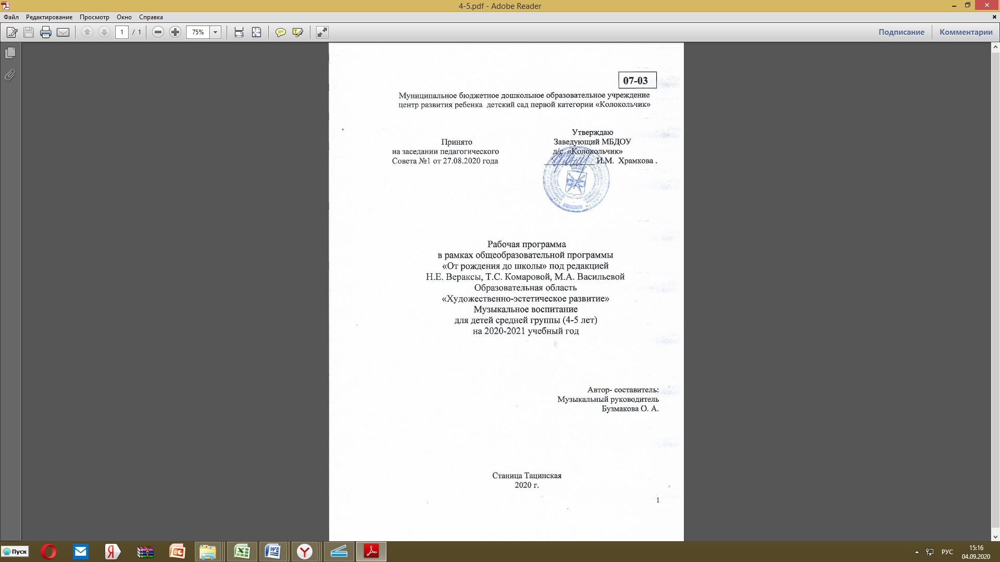 4-5.pdf - Adobe Reader
Файл Редактирование Просмотр Окно Справка
1 / 1 75% Подписание Комментарии
07-03
Муниципальное бюджетное дошкольное образовательное учреждение
центр развития ребенка детский сад первой категории «Колокольчик»
Утверждаю
Принято Заведующий МБДОУ
на заседании педагогического д/с «Колокольчик»
Совета №1 от 27.08.2020 года И.М. Храмкова .
Рабочая программа
в рамках общеобразовательной программы
«От рождения до школы» под редакцией
Н.Е. Вераксы, Т.С. Комаровой, М.А. Васильевой
Образовательная область
«Художественно-эстетическое развитие»
Музыкальное воспитание
для детей средней группы (4-5 лет)
на 2020-2021 учебный год
Автор- составитель:
Музыкальный руководитель
Бузмакова О. А.
Станица Тацинская
2020 г.
1
Пуск РУС 15:16
04.09.2020